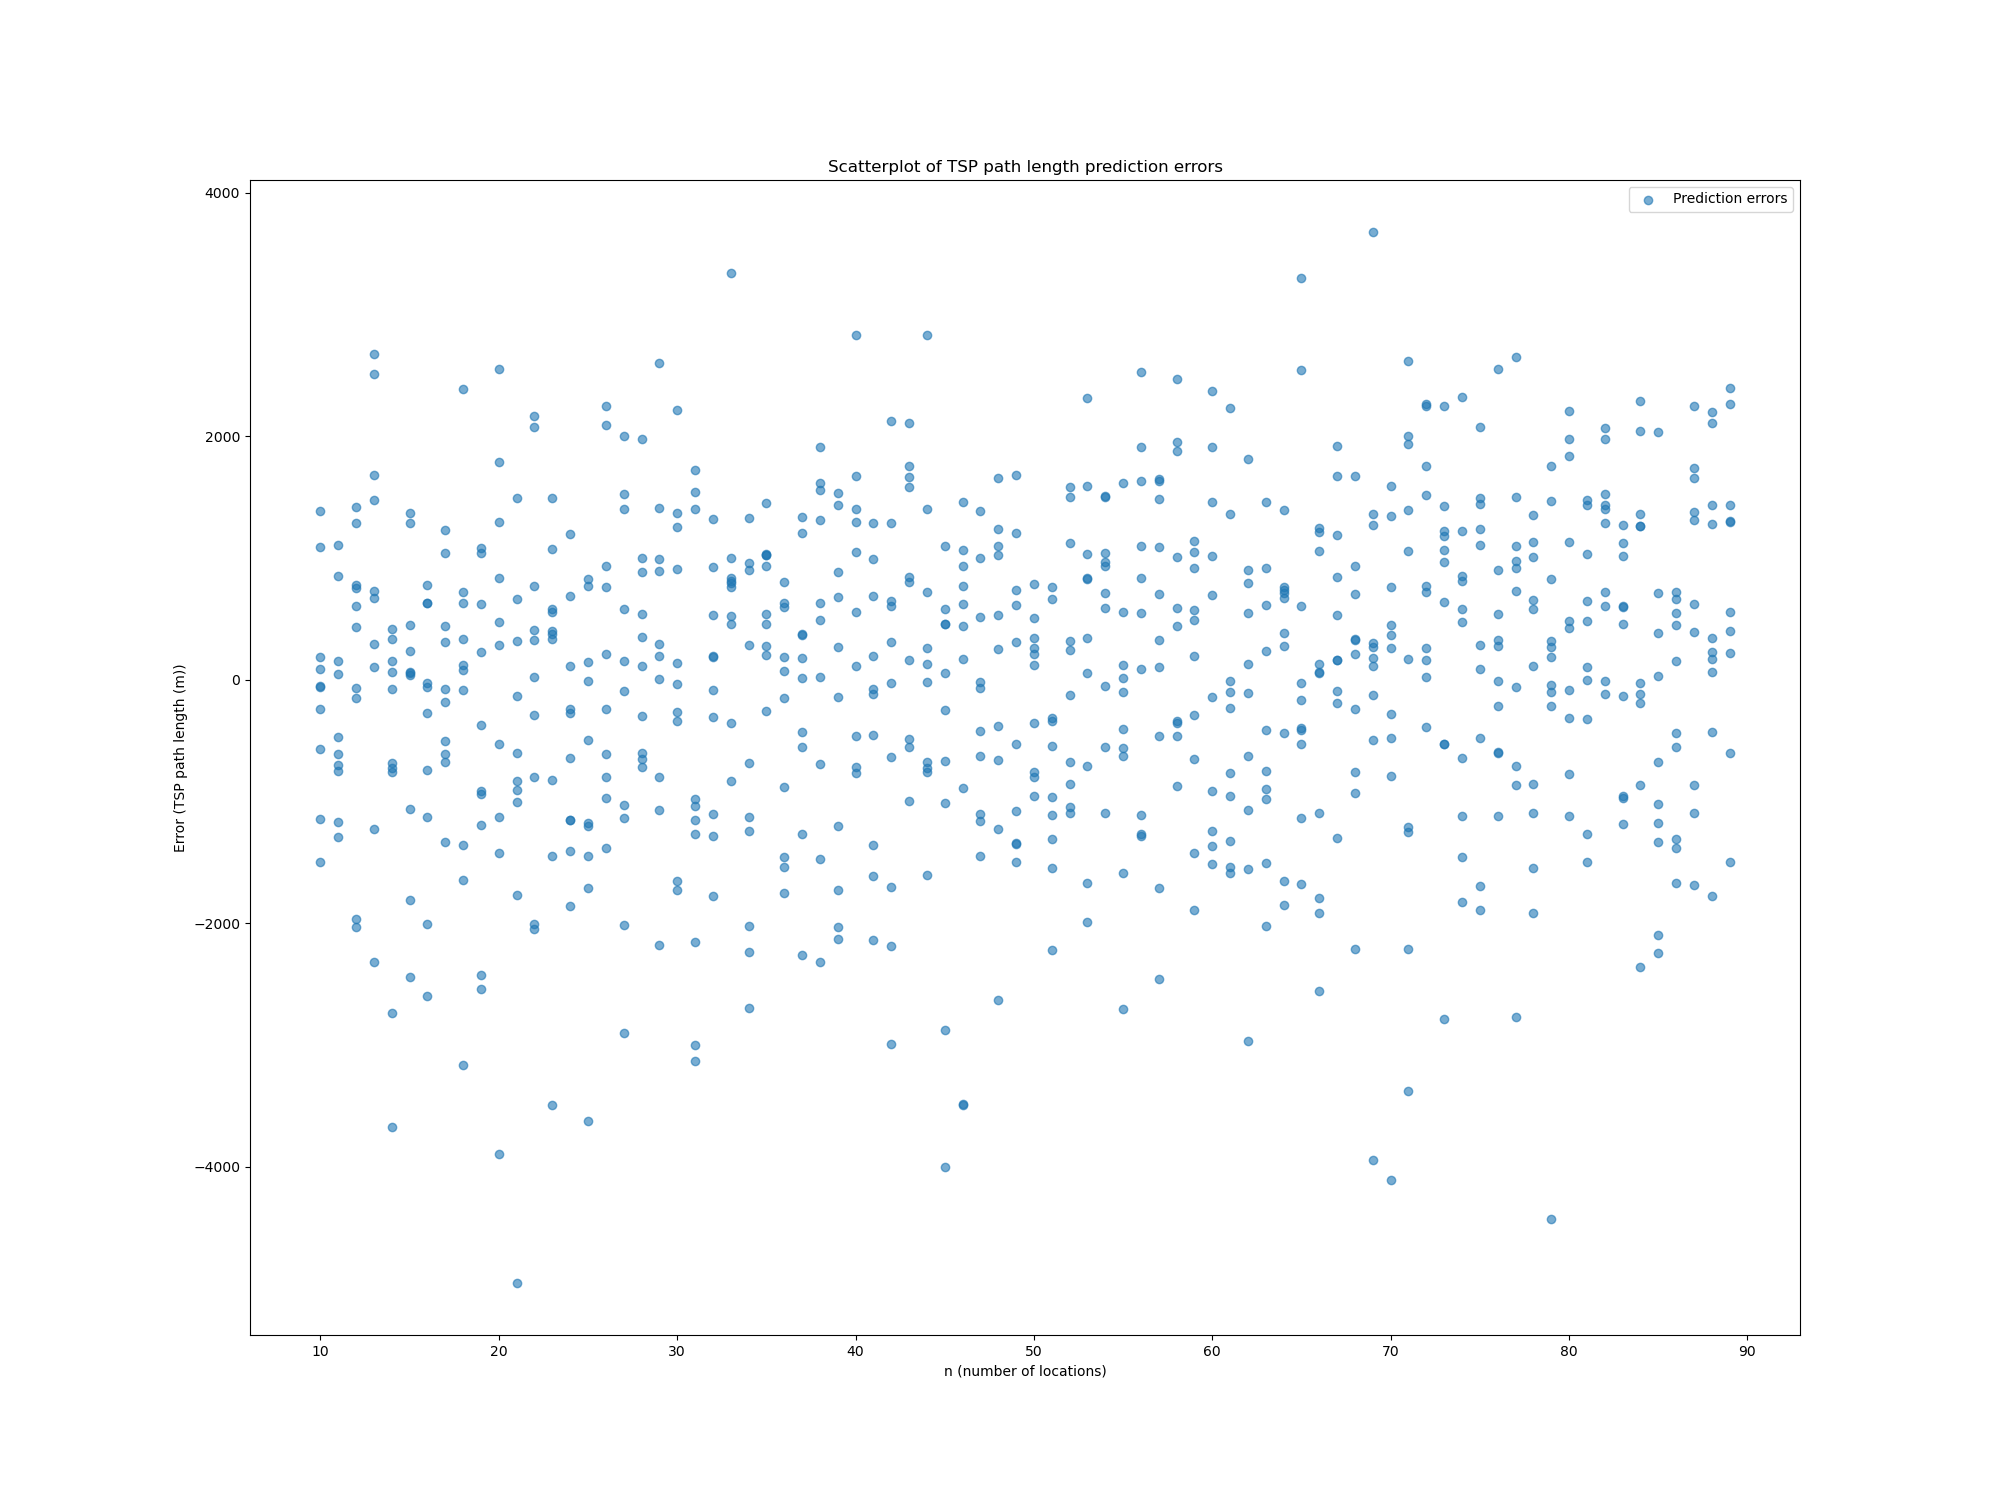 Scatterplot of TSP path length prediction errors
Prediction errors
4000
2000
0
−2000
−4000
Error (TSP path length (m))
10 20 30 40 50 60 70 80 90
n (number of locations)